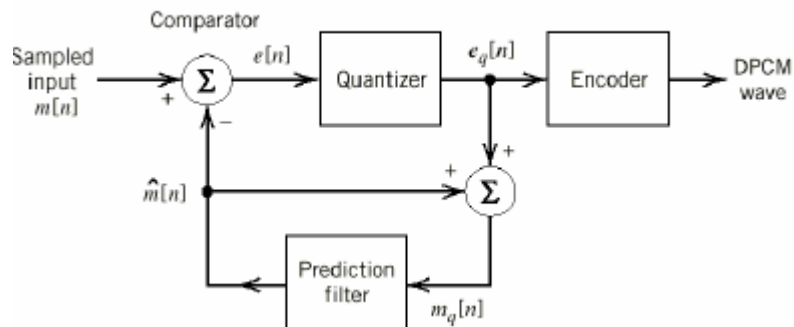 Comparator
Sampled
input
m[n]
+
Σ
−
e[n]
Quantizer
e_q[n]
Encoder
DPCM
wave
m̂[n]
+
+
Σ
Prediction
filter
m_q[n]